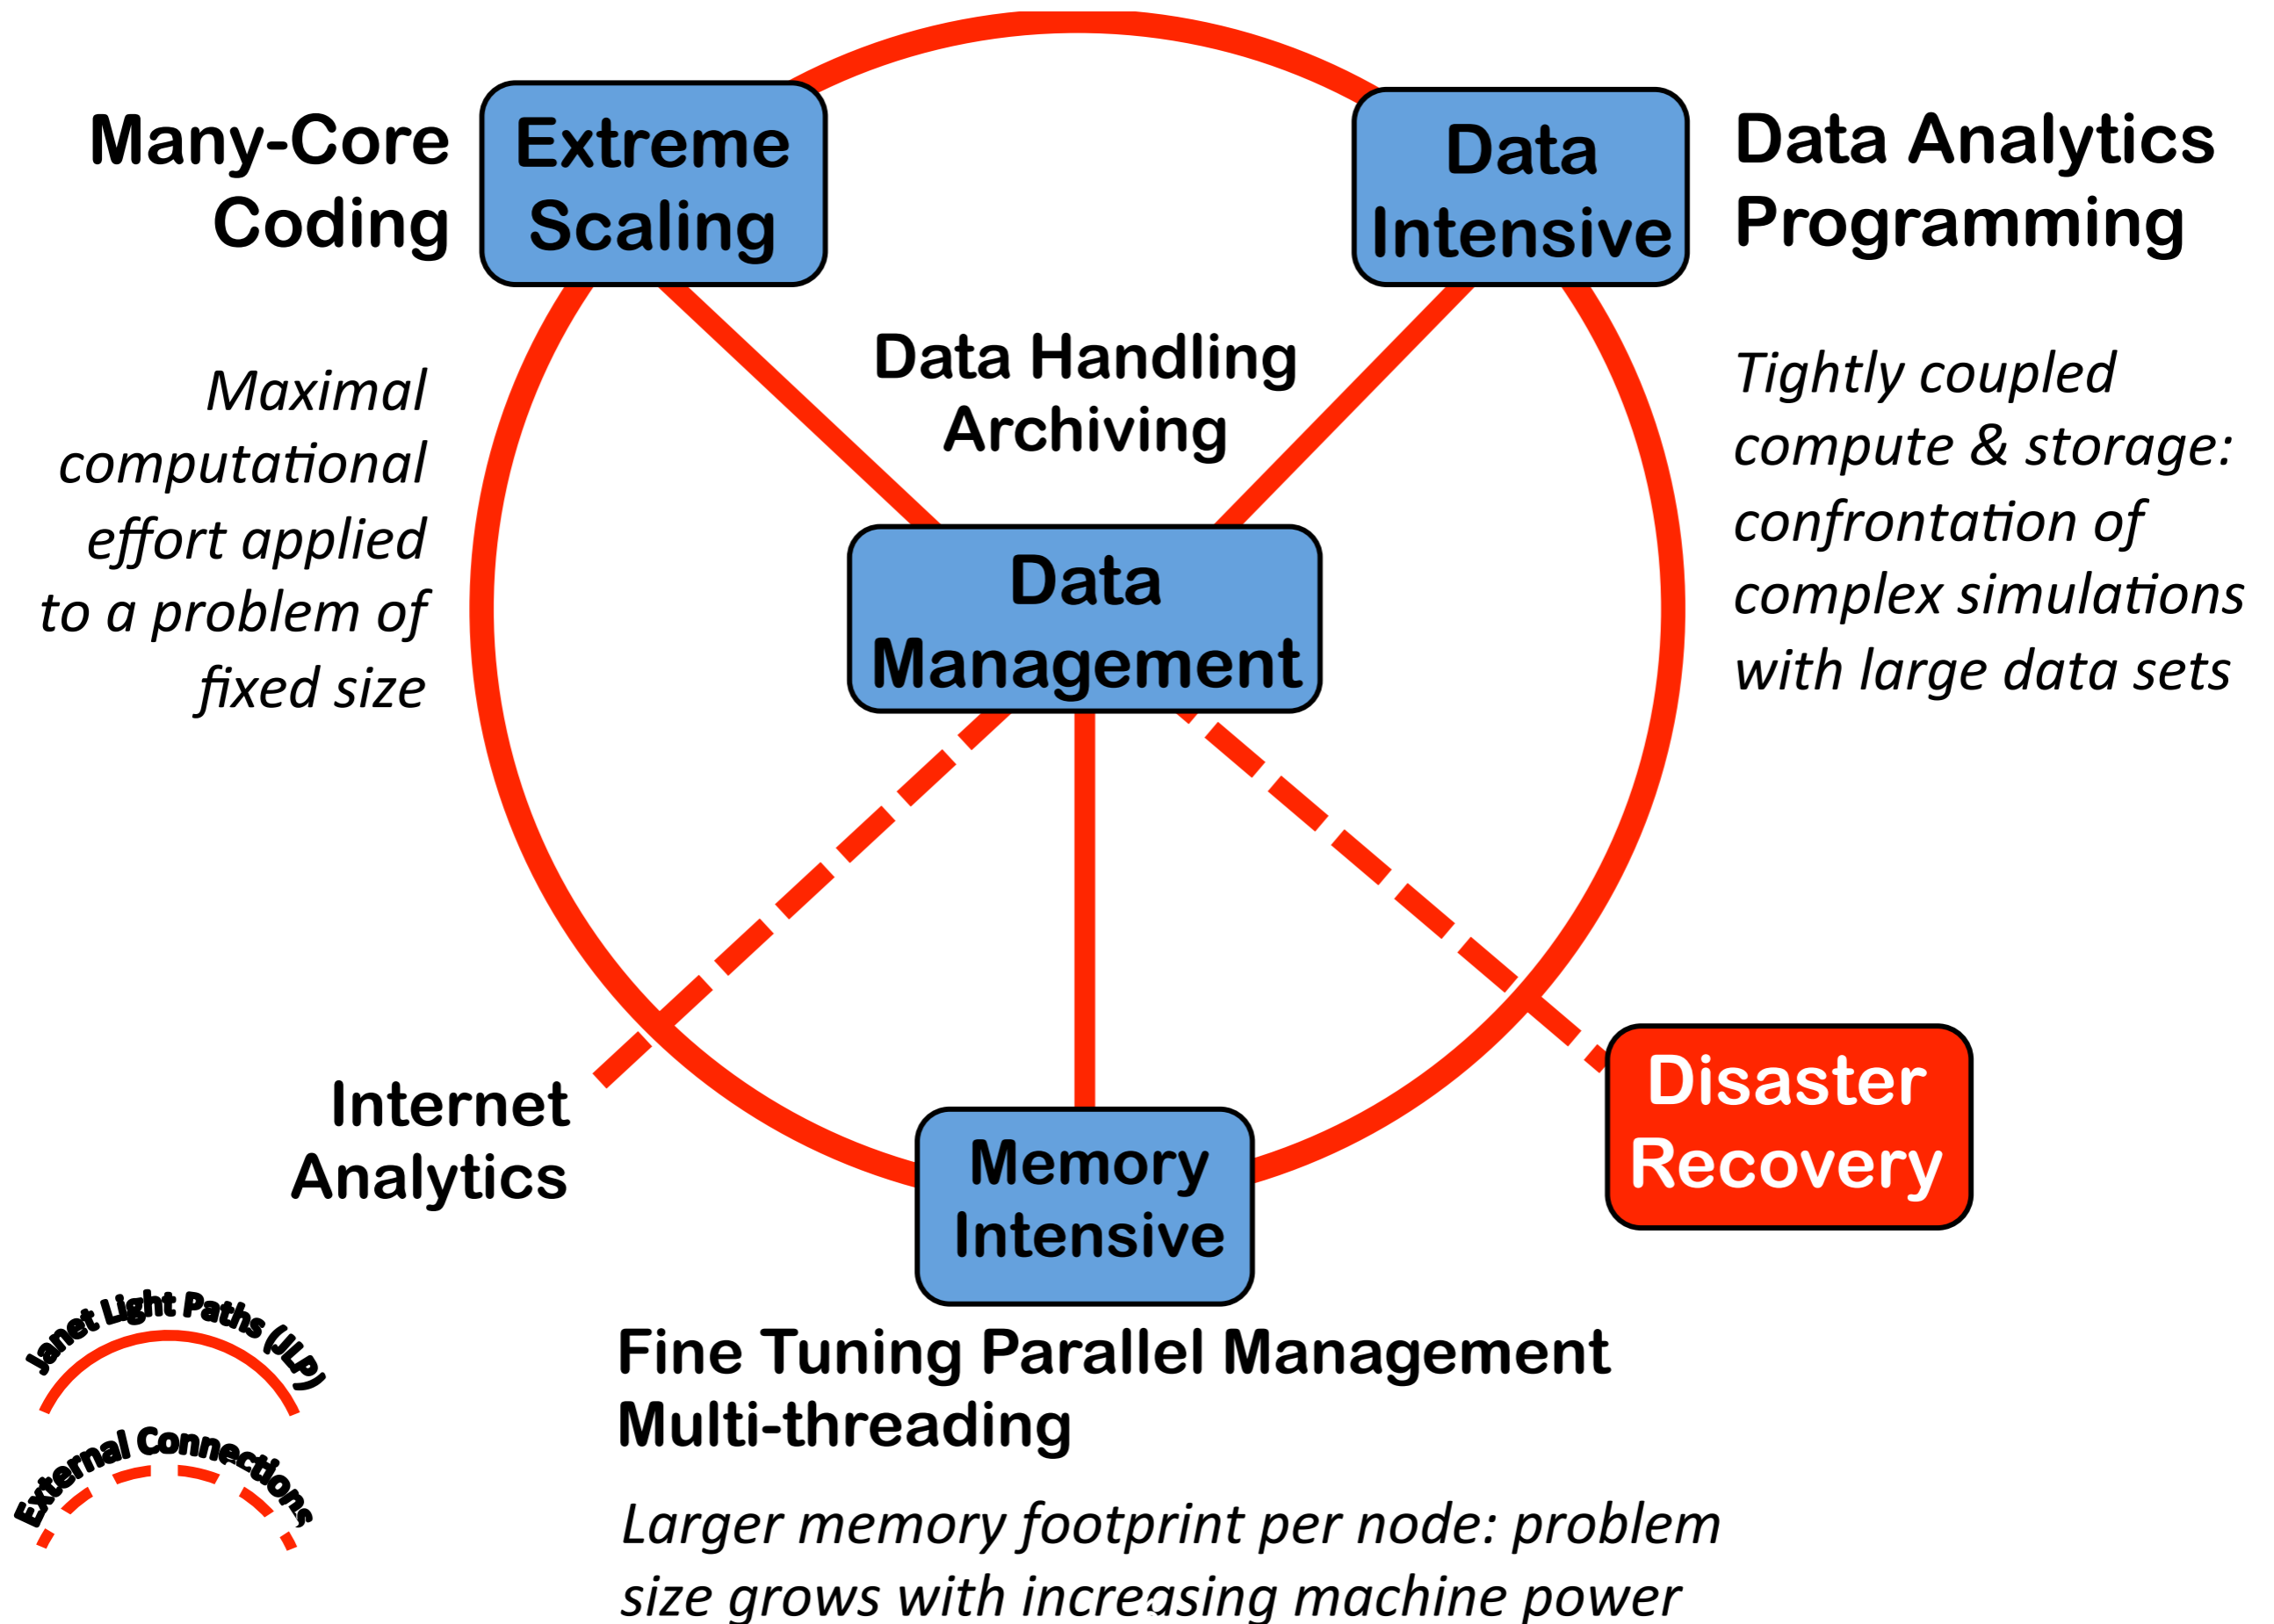 Many-Core
Coding
Extreme
Scaling
Data
Intensive
Data Analytics
Programming
Maximal
computational
effort applied
to a problem of
fixed size
Data Handling
Archiving
Tightly coupled
compute & storage:
confrontation of
complex simulations
with large data sets
Data
Management
Internet
Analytics
Disaster
Recovery
Memory
Intensive
Janet Light Paths (JLP)
External Connections
Fine Tuning Parallel Management
Multi-threading
Larger memory footprint per node: problem
size grows with increasing machine power